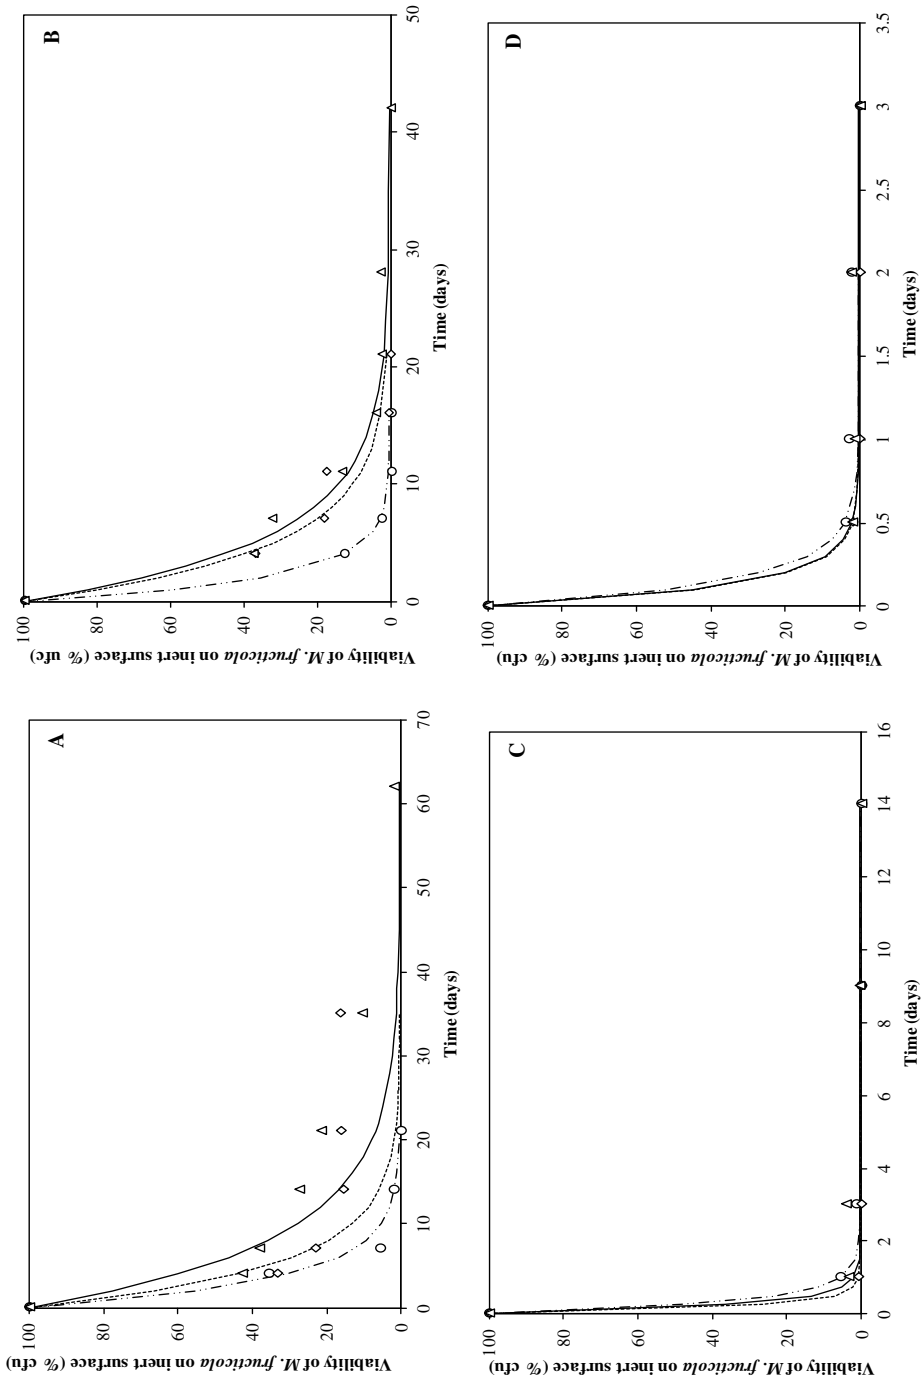 A
Viability of M. fructicola on inert surface (% cfu)
100
80
60
40
20
0
0 10 20 30 40 50 60 70
Time (days)
B
Viability of M. fructicola on inert surface (% ufc)
100
80
60
40
20
0
0 10 20 30 40 50
Time (days)
C
Viability of M. fructicola on inert surface (% cfu)
100
80
60
40
20
0
0 2 4 6 8 10 12 14 16
Time (days)
D
Viability of M. fructicola on inert surface (% cfu)
100
80
60
40
20
0
0 0.5 1 1.5 2 2.5 3 3.5
Time (days)